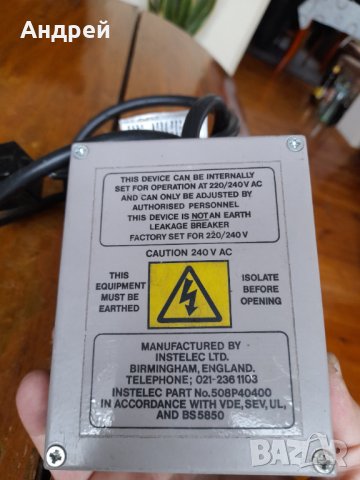 Андрей
THIS DEVICE CAN BE INTERNALLY
SET FOR OPERATION AT 220/240 V AC
AND CAN ONLY BE ADJUSTED BY
AUTHORISED PERSONNEL
THIS DEVICE IS NOT AN EARTH
LEAKAGE BREAKER
FACTORY SET FOR 220/240 V
CAUTION 240 V AC
THIS
EQUIPMENT
MUST BE
EARTHED
ISOLATE
BEFORE
OPENING
MANUFACTURED BY
INSTELEC LTD.
BIRMINGHAM, ENGLAND.
TELEPHONE; 021-236 1103
INSTELEC PART No. 508P40400
IN ACCORDANCE WITH VDE, SEV, UL,
AND BS5850
BAZAR